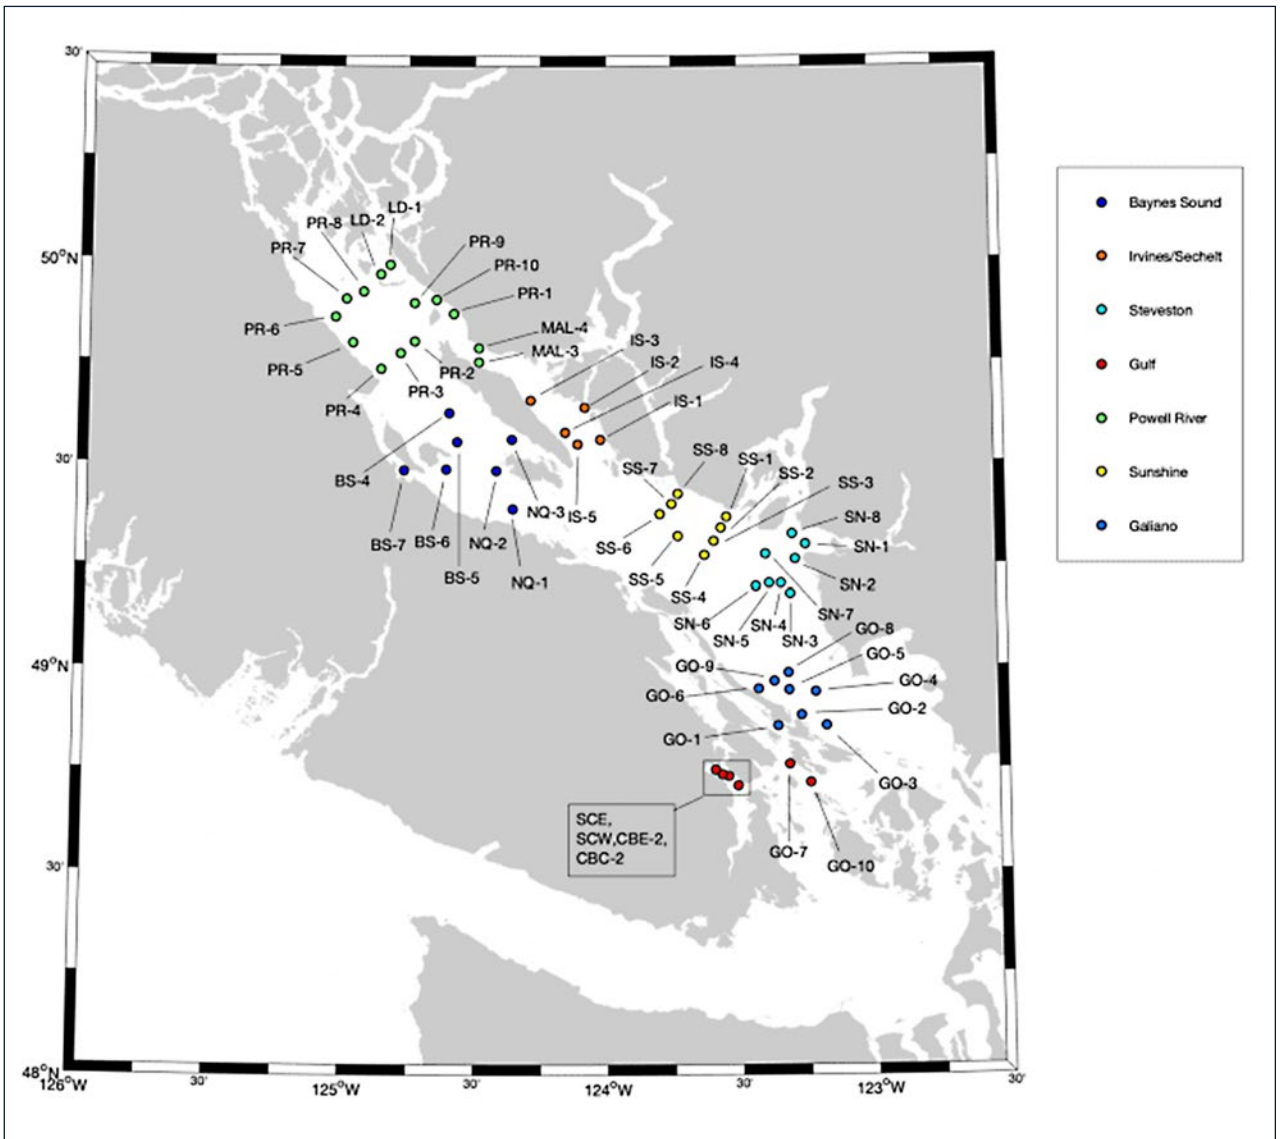 30'
LD-1
PR-8
LD-2
PR-7
PR-9
50°N
PR-10
PR-1
PR-6
MAL-4
IS-3
MAL-3
IS-2
IS-4
PR-5
PR-2
PR-3
IS-1
PR-4
SS-8
30'
SS-1
SS-7
SS-2
BS-4
SS-3
NQ-3
IS-5
SN-8
BS-7
BS-6
NQ-2
SS-6
SN-1
BS-5
NQ-1
SS-5
SN-2
SS-4
SN-7
SN-6
SN-4
SN-5
SN-3
GO-8
GO-5
49°N
GO-9
GO-4
GO-6
GO-2
GO-1
GO-3
SCE,
SCW,CBE-2,
CBC-2
GO-7
GO-10
30'
48°N
126°W
30'
125°W
30'
124°W
30'
123°W
30'
Baynes Sound
Irvines/Sechelt
Steveston
Gulf
Powell River
Sunshine
Galiano